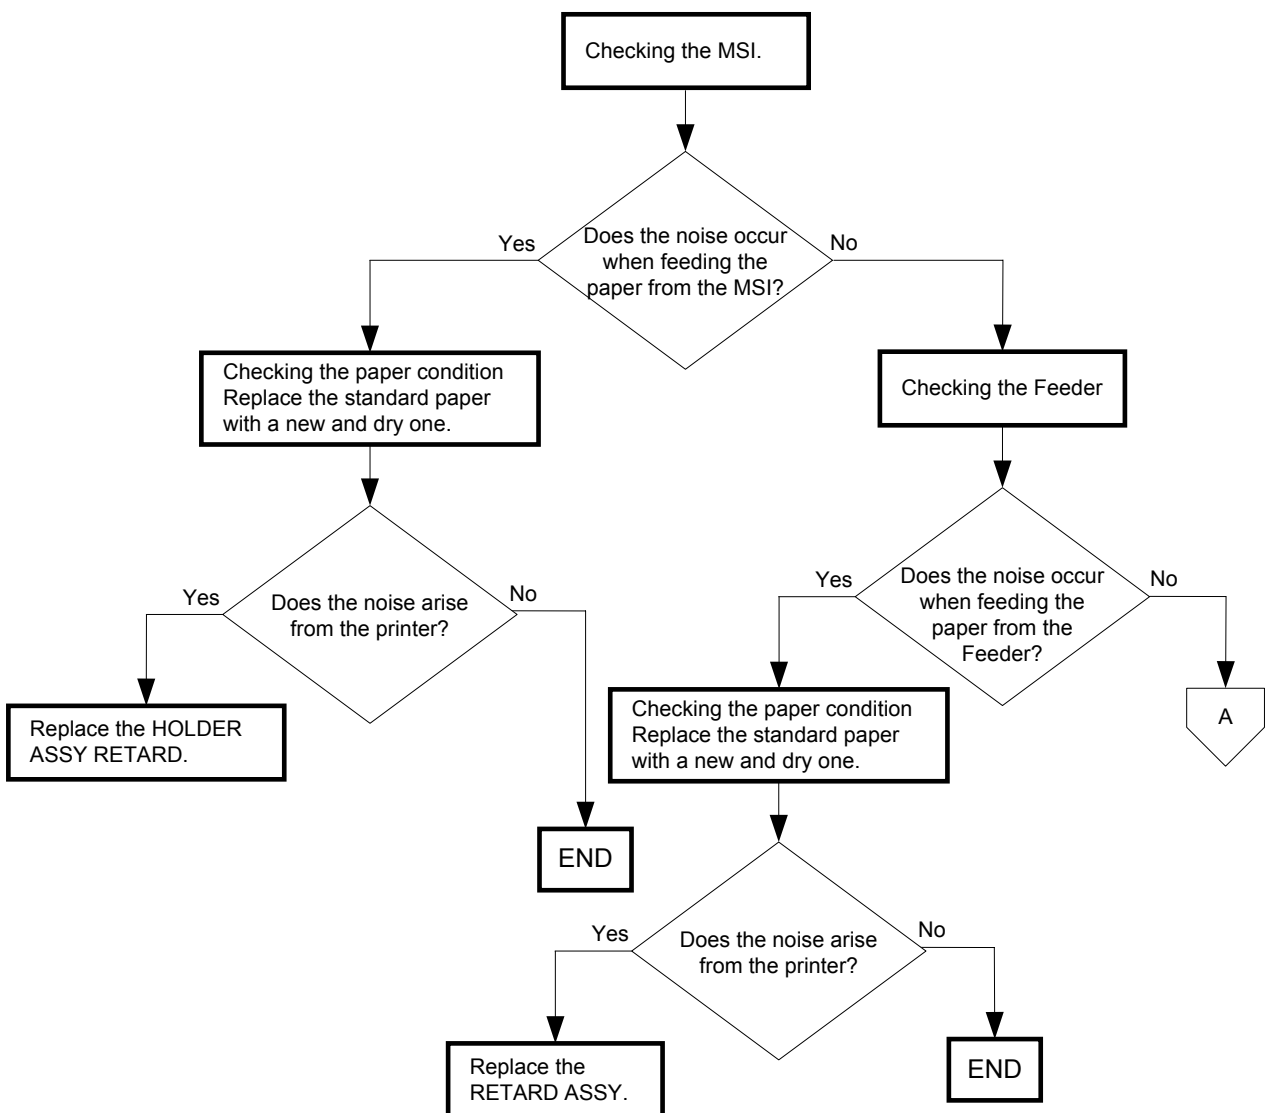 Checking the MSI.
Does the noise occur
when feeding the
paper from the MSI?
Yes
No
Checking the paper condition
Replace the standard paper
with a new and dry one.
Checking the Feeder
Does the noise arise
from the printer?
Yes
No
Does the noise occur
when feeding the
paper from the
Feeder?
Yes
No
Replace the HOLDER
ASSY RETARD.
Checking the paper condition
Replace the standard paper
with a new and dry one.
A
END
Does the noise arise
from the printer?
Yes
No
Replace the
RETARD ASSY.
END